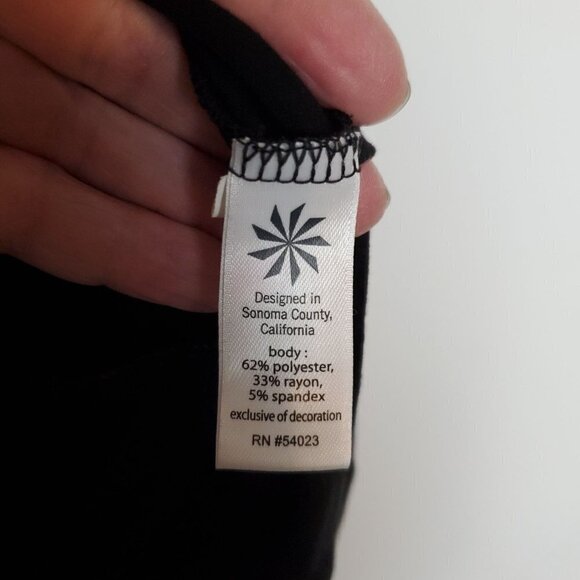 Designed in
Sonoma County,
California
body :
62% polyester,
33% rayon,
5% spandex
exclusive of decoration
RN #54023